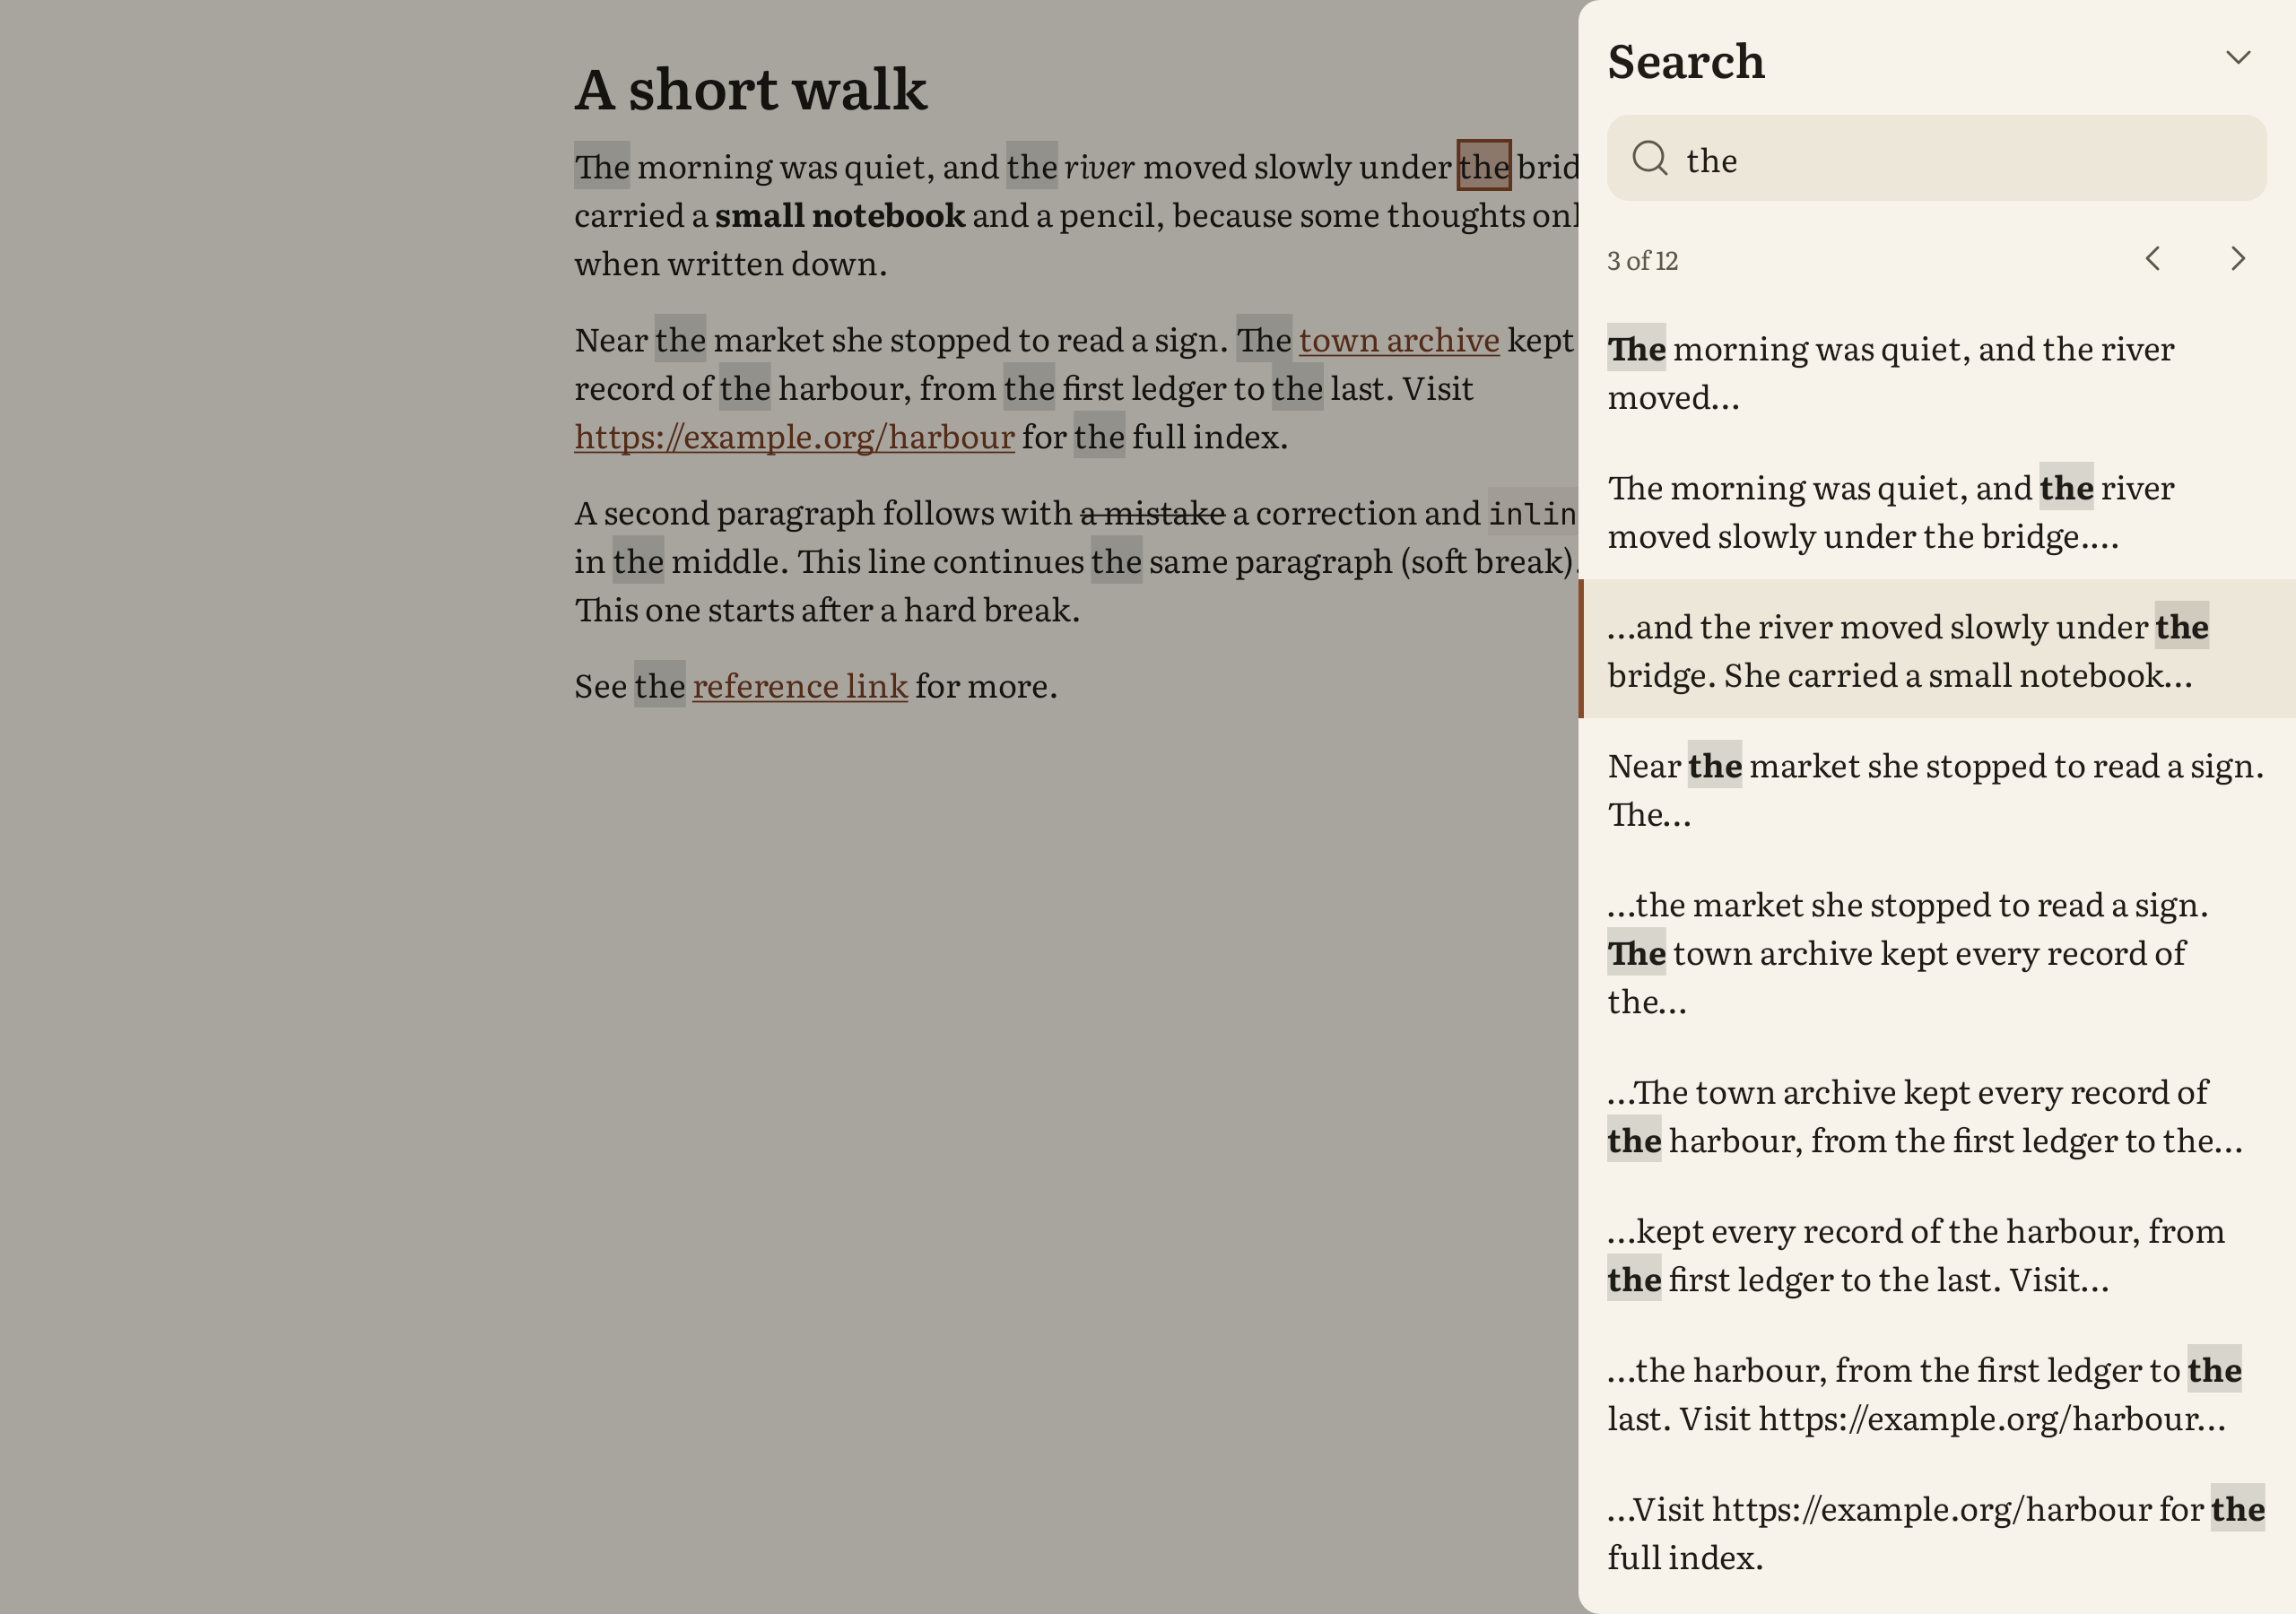 A short walk
The morning was quiet, and the river moved slowly under the brid
carried a small notebook and a pencil, because some thoughts onl
when written down.
Near the market she stopped to read a sign. The town archive kept
record of the harbour, from the first ledger to the last. Visit
https://example.org/harbour for the full index.
A second paragraph follows with a mistake a correction and inlin
in the middle. This line continues the same paragraph (soft break).
This one starts after a hard break.
See the reference link for more.
Search
the
3 of 12
The morning was quiet, and the river
moved...
The morning was quiet, and the river
moved slowly under the bridge....
...and the river moved slowly under the
bridge. She carried a small notebook...
Near the market she stopped to read a sign.
The...
...the market she stopped to read a sign.
The town archive kept every record of
the...
...The town archive kept every record of
the harbour, from the first ledger to the...
...kept every record of the harbour, from
the first ledger to the last. Visit...
...the harbour, from the first ledger to the
last. Visit https://example.org/harbour...
...Visit https://example.org/harbour for the
full index.